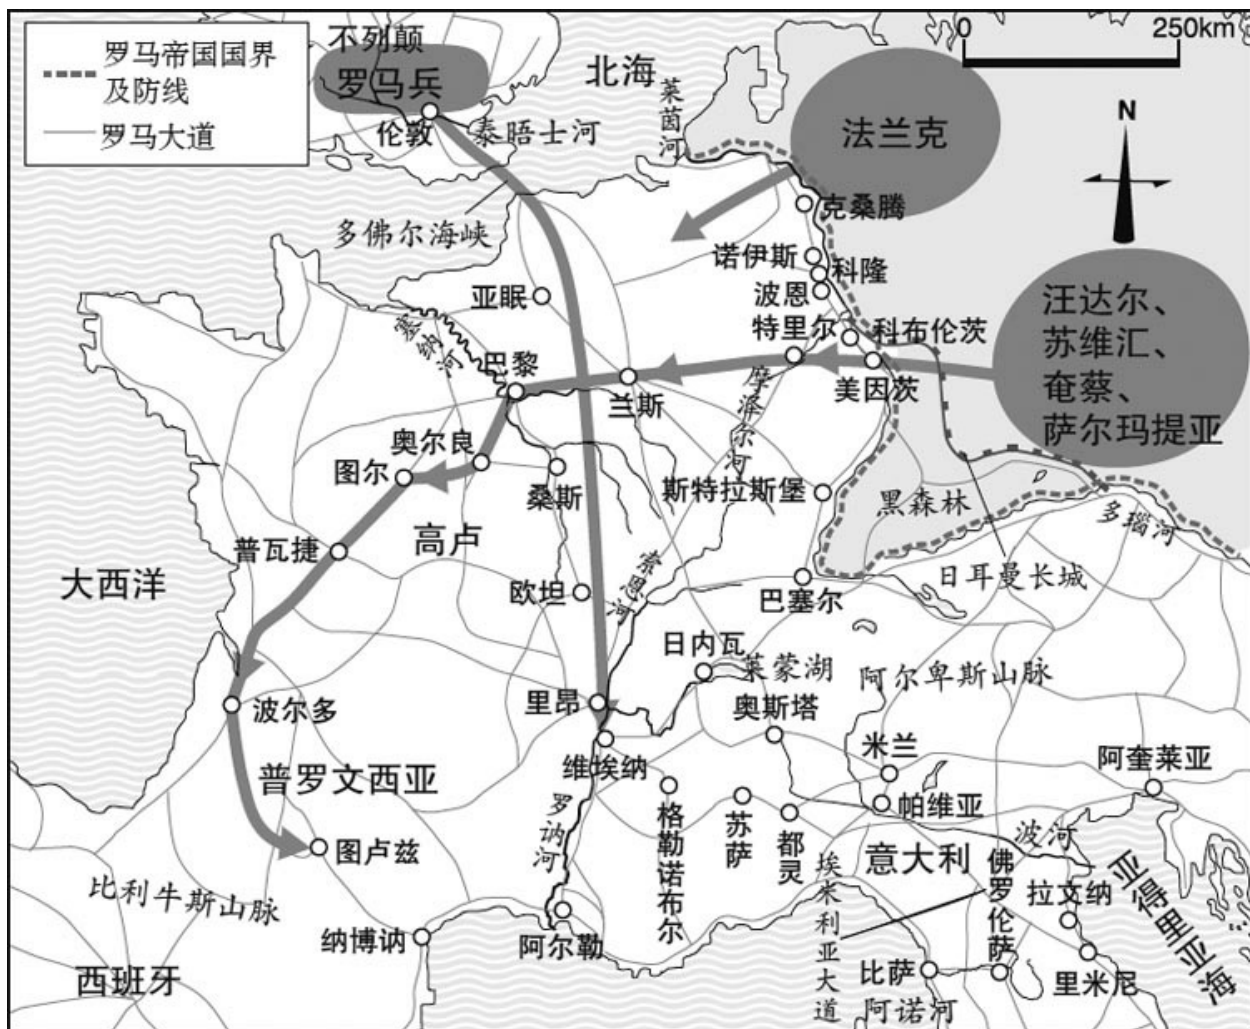 罗马帝国国界
及防线
罗马大道
不列颠
罗马兵
伦敦
泰晤士河
北海
莱茵河
0
250km
N
法兰克
多佛尔海峡
克桑腾
诺伊斯
科隆
波恩
亚眠
特里尔
科布伦茨
汪达尔、
苏维汇、
奄蔡、
萨尔玛提亚
塞纳河
巴黎
兰斯
摩泽尔河
美因茨
奥尔良
图尔
桑斯
斯特拉斯堡
黑森林
多瑙河
高卢
普瓦捷
大西洋
欧坦
索恩河
巴塞尔
日耳曼长城
日内瓦
莱蒙湖
阿尔卑斯山脉
里昂
奥斯塔
波尔多
维埃纳
米兰
阿奎莱亚
普罗文西亚
罗讷河
格勒诺布尔
苏萨
都灵
帕维亚
波河
图卢兹
意大利
埃米利亚大道
佛罗伦萨
拉文纳
亚得里亚海
比利牛斯山脉
纳博讷
阿尔勒
西班牙
比萨
阿诺河
里米尼